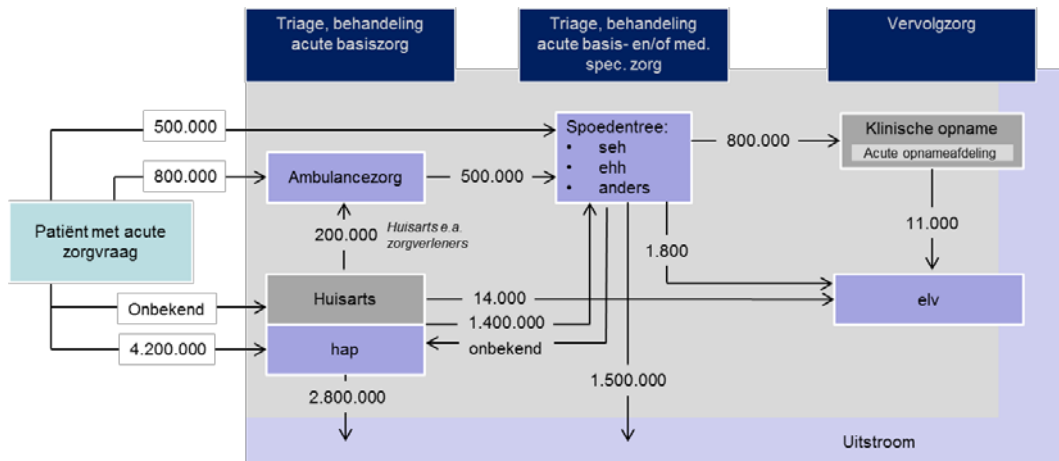 Triage, behandeling
acute basiszorg
Triage, behandeling
acute basis- en/of med.
spec. zorg
Vervolgzorg
500.000
Spoedentree:
• seh
• ehh
• anders
800.000
Klinische opname
Acute opnameafdeling
800.000
Ambulancezorg
500.000
Patiënt met acute
zorgvraag
200.000
Huisarts e.a.
zorgverleners
1.800
11.000
Onbekend
Huisarts
14.000
elv
1.400.000
4.200.000
hap
onbekend
2.800.000
1.500.000
Uitstroom